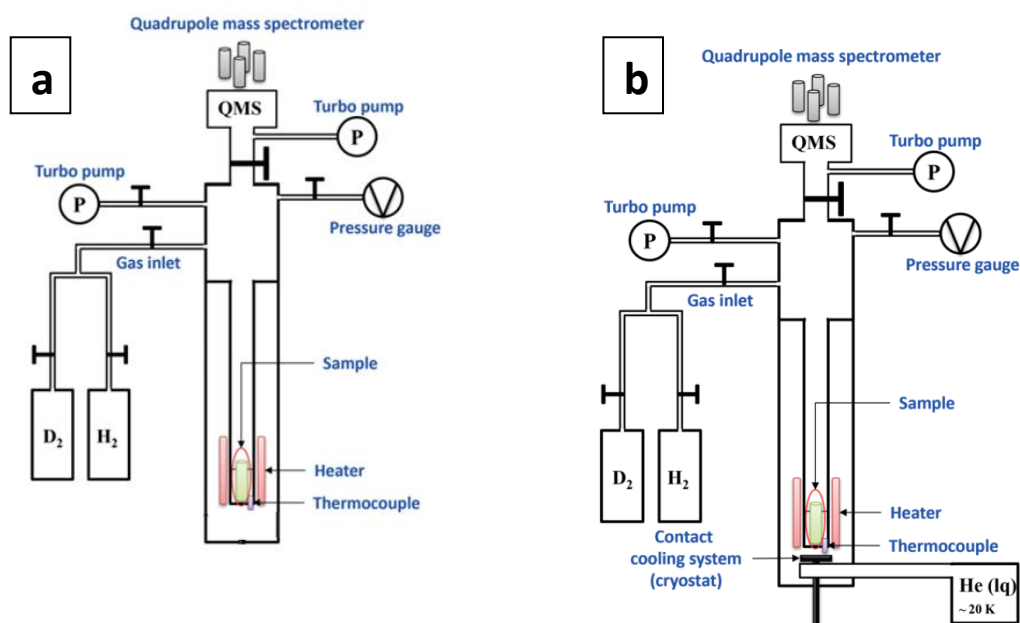 a
Quadrupole mass spectrometer
QMS
Turbo pump
P
Turbo pump
P
Pressure gauge
Gas inlet
Sample
D2
H2
Heater
Thermocouple
b
Quadrupole mass spectrometer
QMS
Turbo pump
P
Turbo pump
P
Pressure gauge
Gas inlet
Sample
D2
H2
Heater
Contact
cooling system
(cryostat)
Thermocouple
He (lq)
~ 20 K